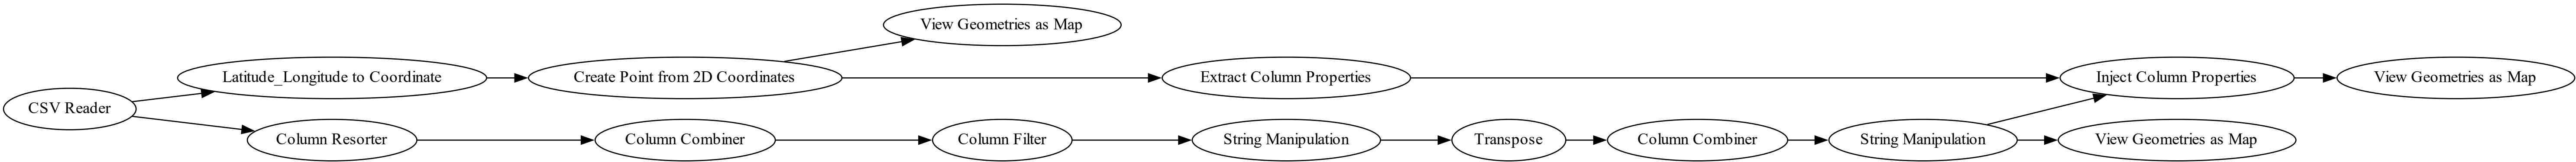 View Geometries as Map
Latitude_Longitude to Coordinate
Create Point from 2D Coordinates
Extract Column Properties
Inject Column Properties
View Geometries as Map
CSV Reader
Column Resorter
Column Combiner
Column Filter
String Manipulation
Transpose
Column Combiner
String Manipulation
View Geometries as Map